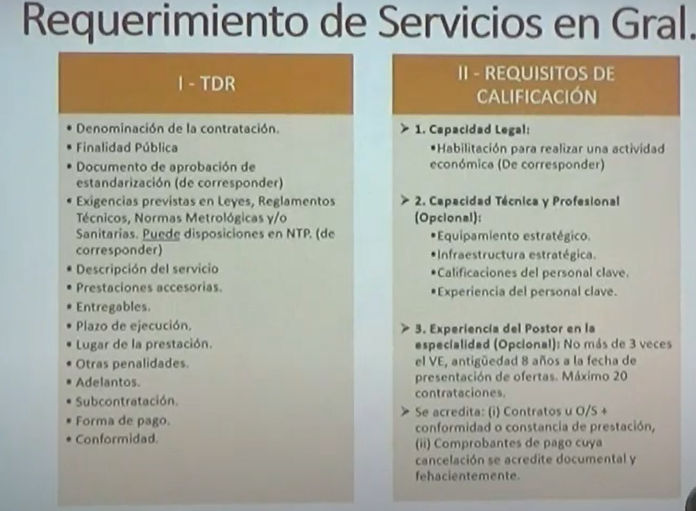 Requerimiento de Servicios en Gral.
I - TDR
• Denominación de la contratación.
• Finalidad Pública
• Documento de aprobación de
estandarización (de corresponder)
• Exigencias previstas en Leyes, Reglamentos
Técnicos, Normas Metrológicas y/o
Sanitarias. Puede disposiciones en NTP. (de
corresponder)
• Descripción del servicio
• Prestaciones accesorias.
• Entregables.
• Plazo de ejecución.
• Lugar de la prestación.
• Otras penalidades.
• Adelantos.
• Subcontratación.
• Forma de pago.
• Conformidad.
II - REQUISITOS DE
CALIFICACIÓN
➢ 1. Capacidad Legal:
•Habilitación para realizar una actividad
económica (De corresponder)
➢ 2. Capacidad Técnica y Profesional
(Opcional):
•Equipamiento estratégico.
•Infraestructura estratégica.
•Calificaciones del personal clave.
•Experiencia del personal clave.
➢ 3. Experiencia del Postor en la
especialidad (Opcional): No más de 3 veces
el VE, antigüedad 8 años a la fecha de
presentación de ofertas. Máximo 20
contrataciones.
➢ Se acredita: (i) Contratos u O/S +
conformidad o constancia de prestación,
(ii) Comprobantes de pago cuya
cancelación se acredite documental y
fehacientemente.